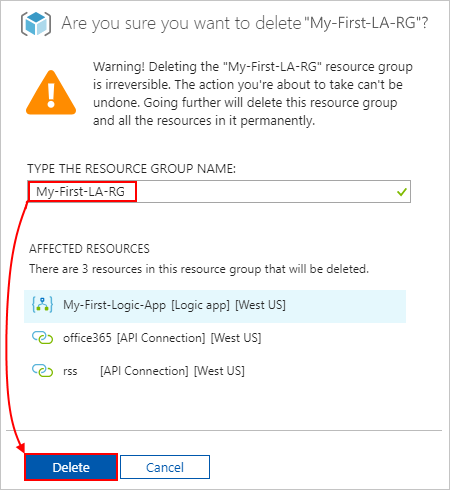 Are you sure you want to delete "My-First-LA-RG"?
Warning! Deleting the "My-First-LA-RG" resource group
is irreversible. The action you're about to take can't be
undone. Going further will delete this resource group
and all the resources in it permanently.
TYPE THE RESOURCE GROUP NAME:
My-First-LA-RG
AFFECTED RESOURCES
There are 3 resources in this resource group that will be deleted.
My-First-Logic-App [Logic app] [West US]
office365 [API Connection] [West US]
rss [API Connection] [West US]
Delete Cancel